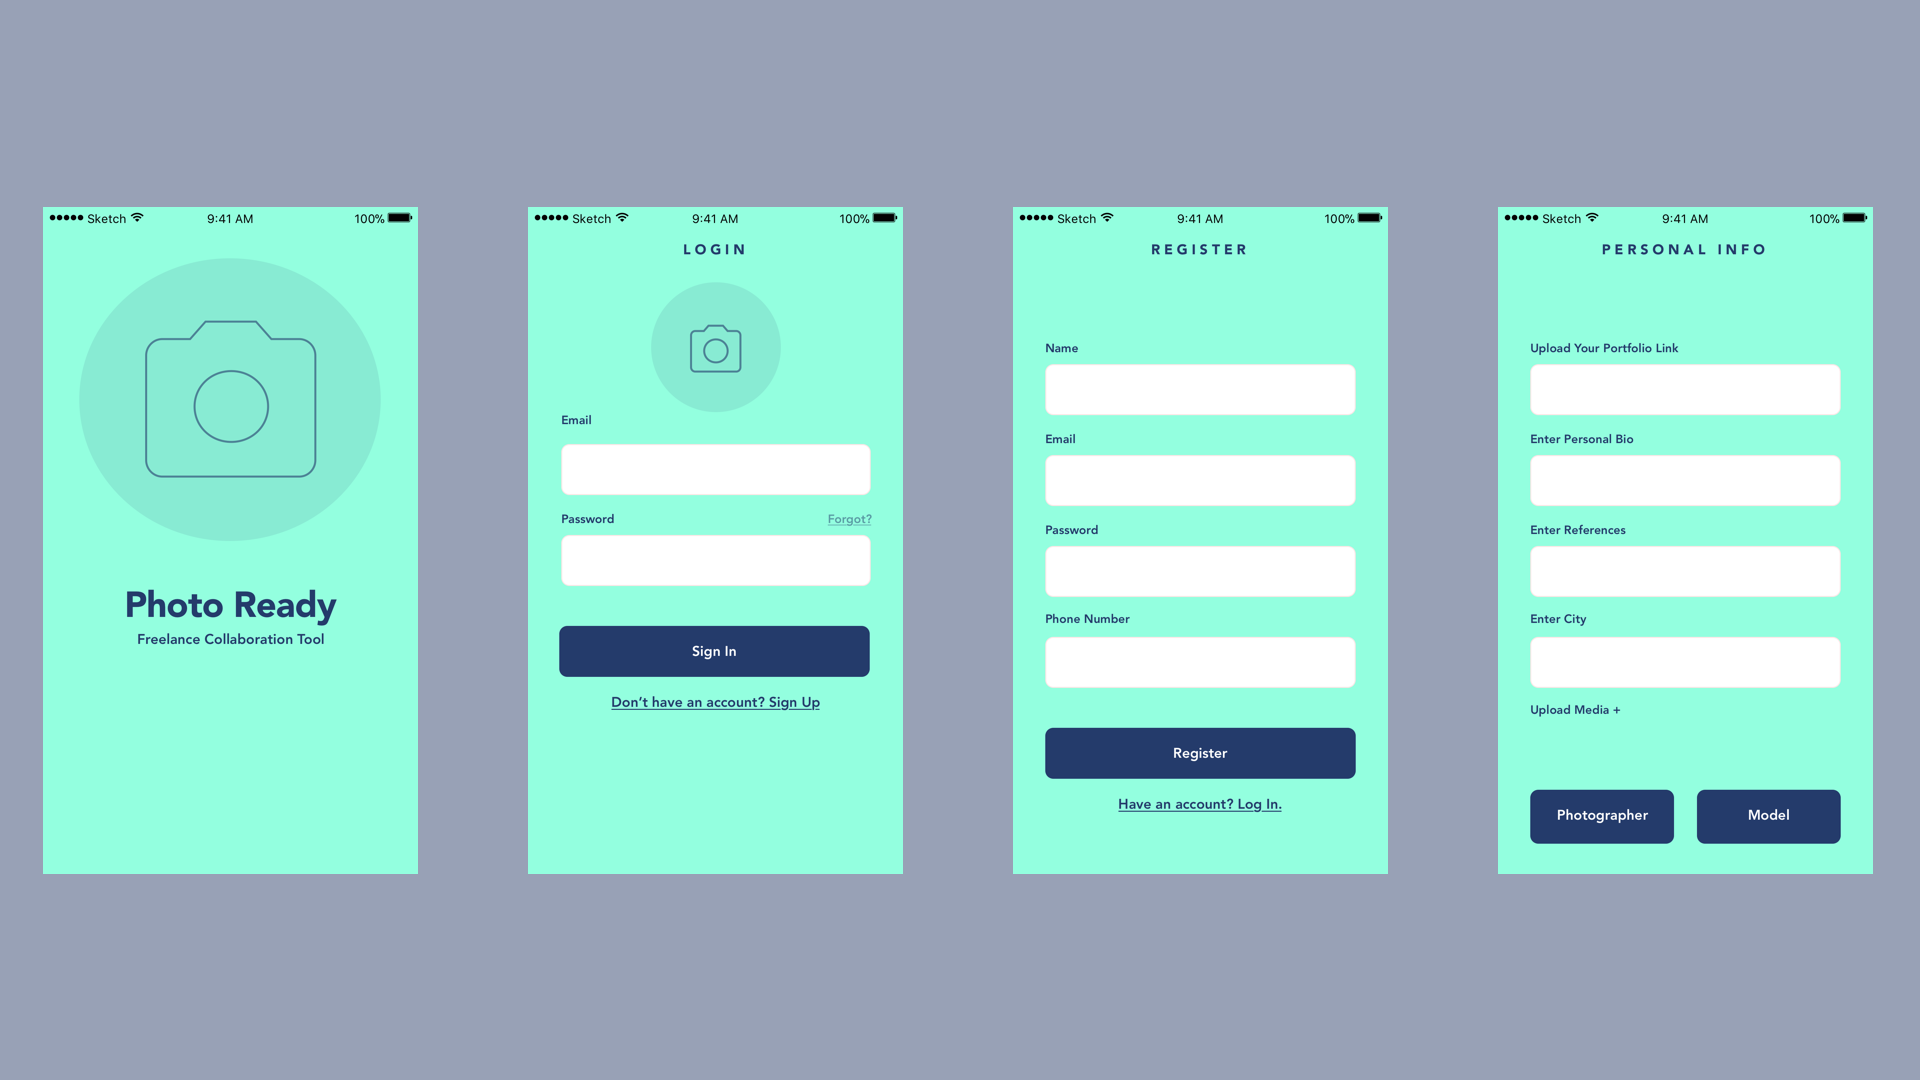 Sketch 9:41 AM 100%
Photo Ready
Freelance Collaboration Tool
Sketch 9:41 AM 100%
LOGIN
Email
Password Forgot?
Sign In
Don't have an account? Sign Up
Sketch 9:41 AM 100%
REGISTER
Name
Email
Password
Phone Number
Register
Have an account? Log In.
Sketch 9:41 AM 100%
PERSONAL INFO
Upload Your Portfolio Link
Enter Personal Bio
Enter References
Enter City
Upload Media +
Photographer Model